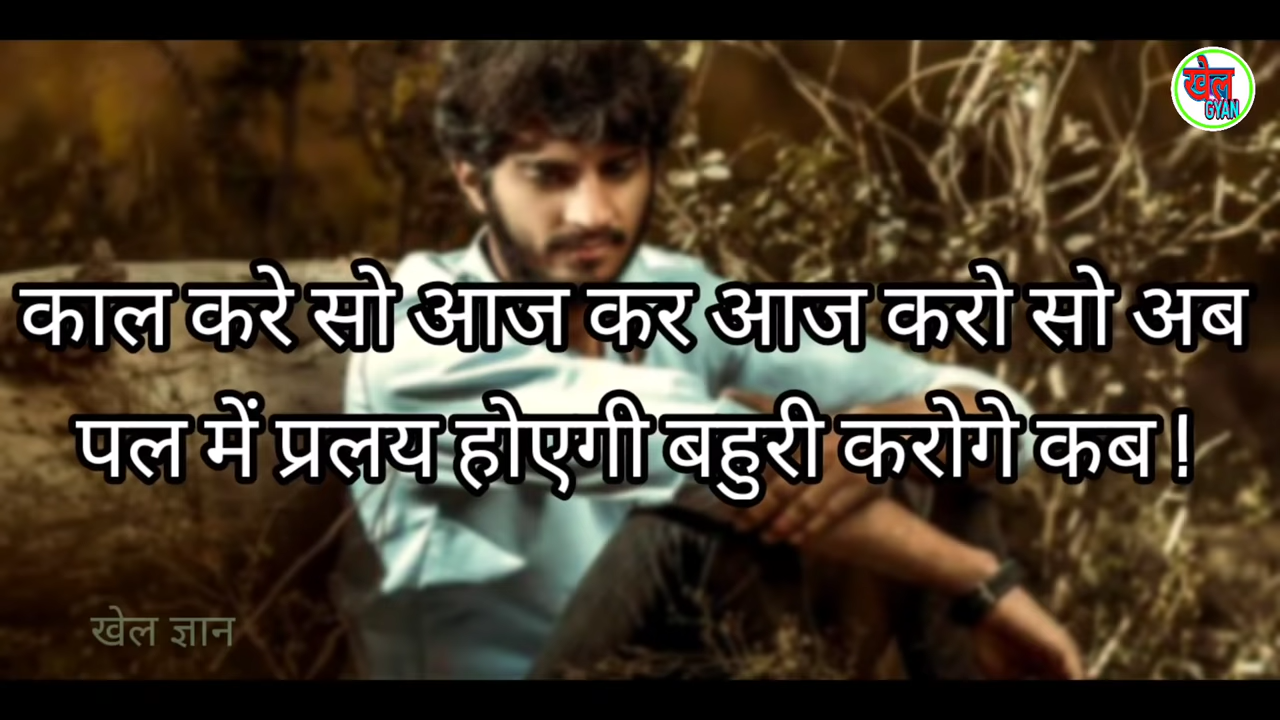 खेल
GYAN
काल करे सो आज कर आज करो सो अब
पल में प्रलय होएगी बहुरी करोगे कब !
खेल ज्ञान